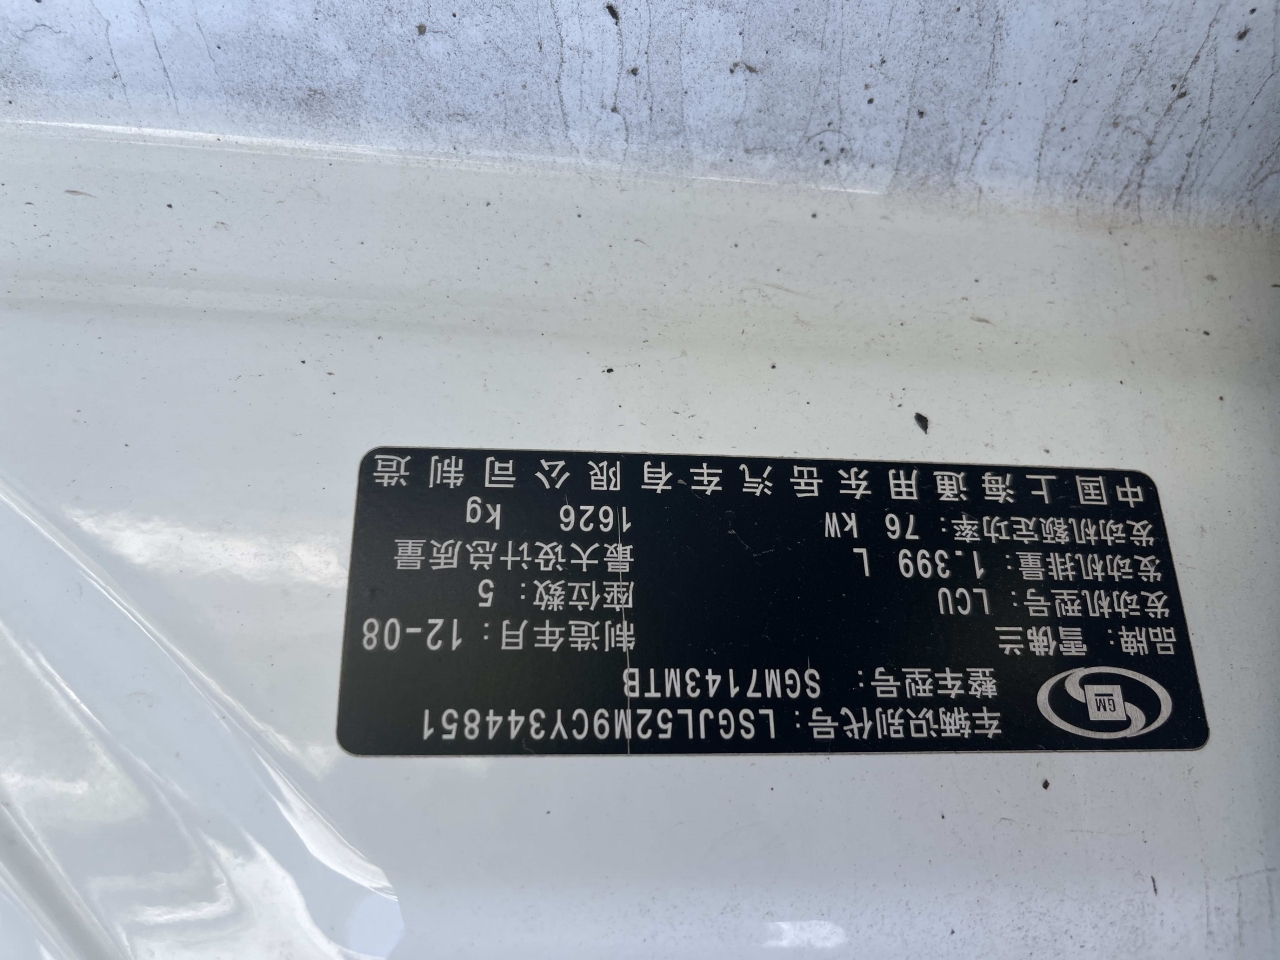 GM
车辆识别代号: LSGJL52M9CY344851
整车型号: SGM7143MTB
品牌: 雪佛兰 制造年月: 12-08
发动机型号: LCU 座位数: 5
发动机排量: 1.399 L 最大设计总质量
发动机额定功率: 76 kW 1626 kg
中国上海通用东岳汽车有限公司制造